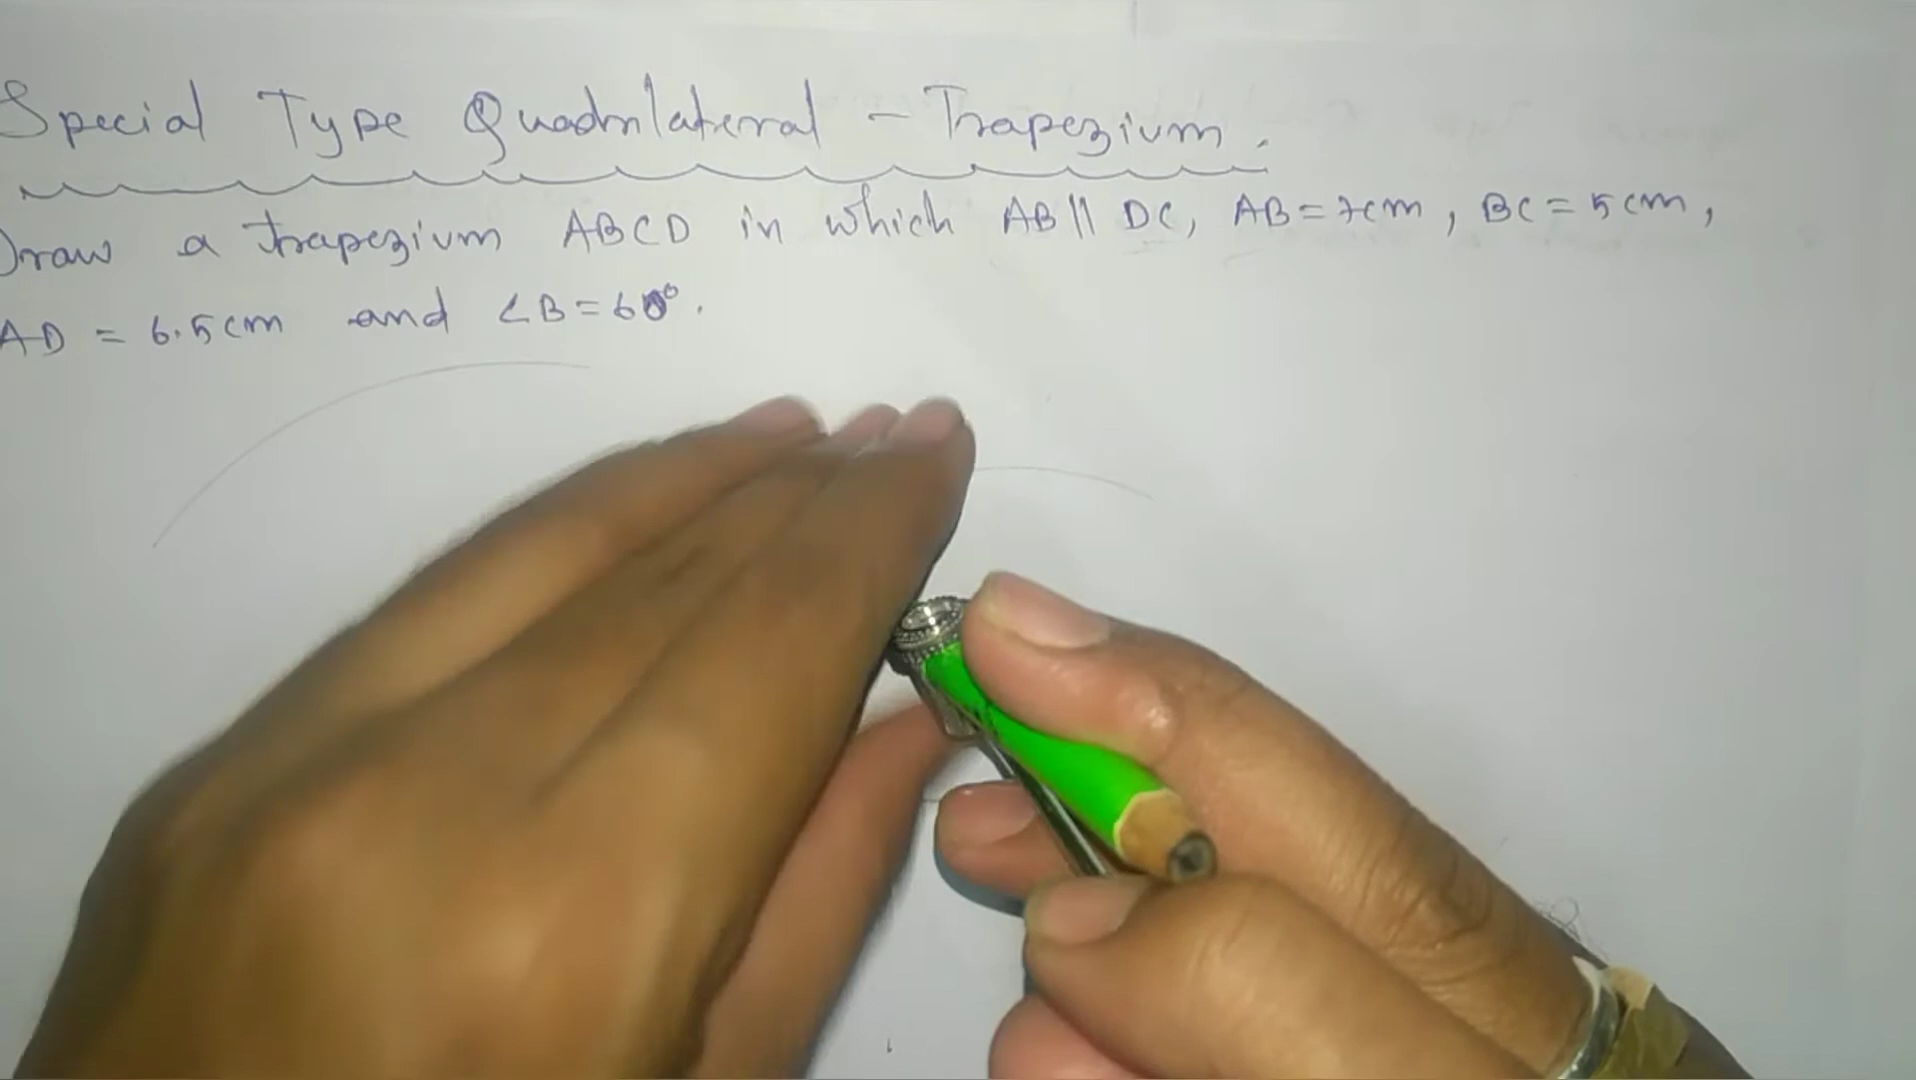 Special Type Quadrilateral - Trapezium.
Draw a trapezium ABCD in which AB || DC, AB = 7cm, BC = 5cm,
AD = 6.5cm and ∠B = 60°.